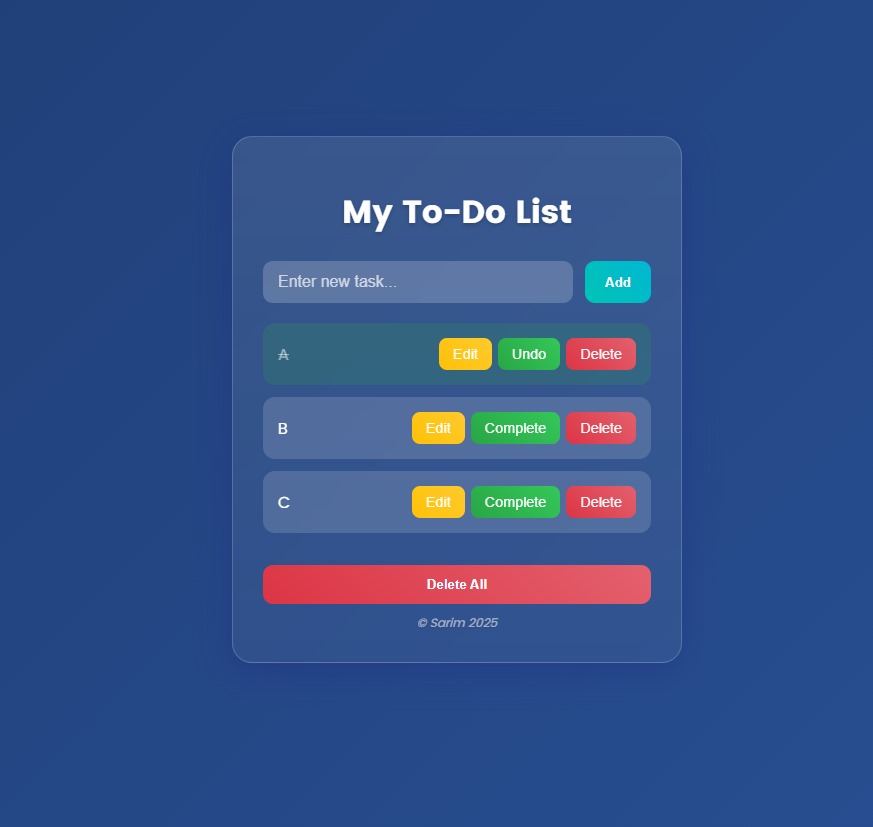 My To-Do List
Enter new task... Add
A Edit Undo Delete
B Edit Complete Delete
C Edit Complete Delete
Delete All
© Sarim 2025